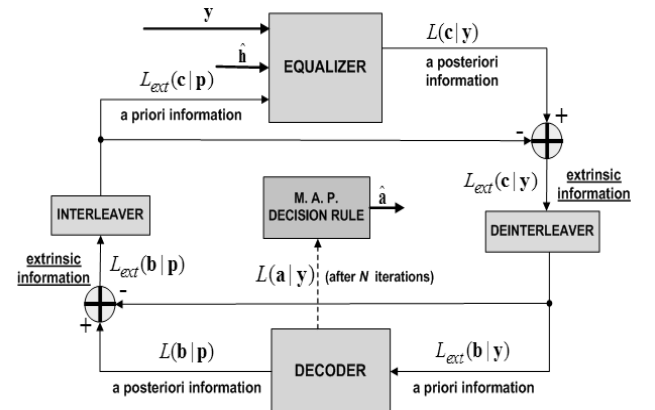 y
ĥ
EQUALIZER
L(c|y)
a posteriori
information
L_ext(c|p)
a priori information
+
-
L_ext(c|y)
extrinsic
information
INTERLEAVER
M. A. P.
DECISION RULE
â
DEINTERLEAVER
extrinsic
information
L_ext(b|p)
L(a|y) (after N iterations)
-
+
L(b|p)
a posteriori information
DECODER
L_ext(b|y)
a priori information